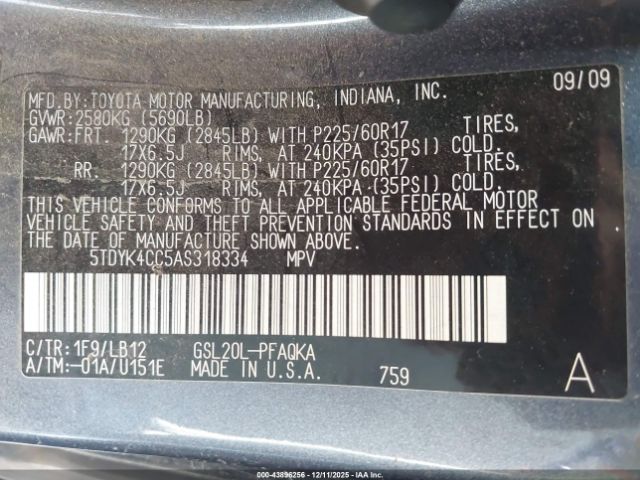 MFD.BY:TOYOTA MOTOR MANUFACTURING, INDIANA, INC. 09/09
GVWR:2580KG (5690LB)
GAWR:FRT. 1290KG (2845LB) WITH P225/60R17 TIRES,
17X6.5J RIMS, AT 240KPA (35PSI) COLD.
RR. 1290KG (2845LB) WITH P225/60R17 TIRES,
17X6.5J RIMS, AT 240KPA (35PSI) COLD.
THIS VEHICLE CONFORMS TO ALL APPLICABLE FEDERAL MOTOR
VEHICLE SAFETY AND THEFT PREVENTION STANDARDS IN EFFECT ON
THE DATE OF MANUFACTURE SHOWN ABOVE.
5TDYK4CC5AS318334 MPV
C/TR:1F9/LB12 GSL20L-PFAQKA
A/TM:-01A/U151E MADE IN U.S.A. 759 A
000-43896256 - 12/11/2025 - IAA Inc.